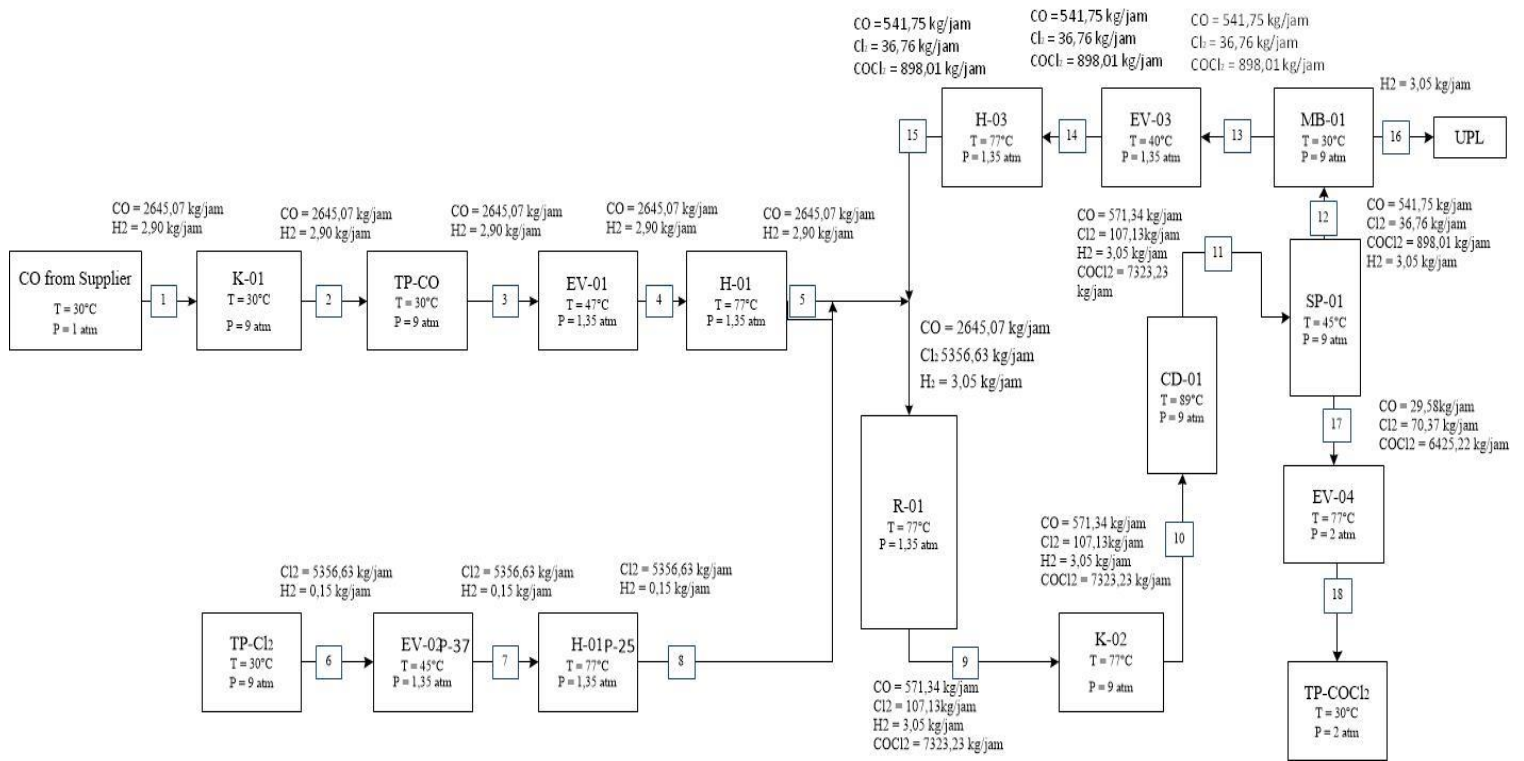 CO = 541,75 kg/jam
Cl₂ = 36,76 kg/jam
COCl₂ = 898,01 kg/jam
CO = 541,75 kg/jam
Cl₂ = 36,76 kg/jam
COCl₂ = 898,01 kg/jam
CO = 541,75 kg/jam
Cl₂ = 36,76 kg/jam
COCl₂ = 898,01 kg/jam
H2 = 3,05 kg/jam
15
H-03
T = 77°C
P = 1,35 atm
14
EV-03
T = 40°C
P = 1,35 atm
13
MB-01
T = 30°C
P = 9 atm
16
UPL
12
CO = 541,75 kg/jam
Cl2 = 36,76 kg/jam
COCl2 = 898,01 kg/jam
H2 = 3,05 kg/jam
CO = 2645,07 kg/jam
H2 = 2,90 kg/jam
CO = 2645,07 kg/jam
H2 = 2,90 kg/jam
CO = 2645,07 kg/jam
H2 = 2,90 kg/jam
CO = 2645,07 kg/jam
H2 = 2,90 kg/jam
CO = 2645,07 kg/jam
H2 = 2,90 kg/jam
CO = 571,34 kg/jam
Cl2 = 107,13kg/jam
H2 = 3,05 kg/jam
COCl2 = 7323,23
kg/jam
11
CO from Supplier
T = 30°C
P = 1 atm
1
K-01
T = 30°C
P = 9 atm
2
TP-CO
T = 30°C
P = 9 atm
3
EV-01
T = 47°C
P = 1,35 atm
4
H-01
T = 77°C
P = 1,35 atm
5
CO = 2645,07 kg/jam
Cl₂ 5356,63 kg/jam
H₂ = 3,05 kg/jam
CD-01
T = 89°C
P = 9 atm
SP-01
T = 45°C
P = 9 atm
17
CO = 29,58kg/jam
Cl2 = 70,37 kg/jam
COCl2 = 6425,22 kg/jam
R-01
T = 77°C
P = 1,35 atm
CO = 571,34 kg/jam
Cl2 = 107,13kg/jam
H2 = 3,05 kg/jam
COCl2 = 7323,23 kg/jam
10
EV-04
T = 77°C
P = 2 atm
18
Cl2 = 5356,63 kg/jam
H2 = 0,15 kg/jam
Cl2 = 5356,63 kg/jam
H2 = 0,15 kg/jam
Cl2 = 5356,63 kg/jam
H2 = 0,15 kg/jam
TP-Cl₂
T = 30°C
P = 9 atm
6
EV-02P-37
T = 45°C
P = 1,35 atm
7
H-01P-25
T = 77°C
P = 1,35 atm
8
9
K-02
T = 77°C
P = 9 atm
CO = 571,34 kg/jam
Cl2 = 107,13kg/jam
H2 = 3,05 kg/jam
COCl2 = 7323,23 kg/jam
TP-COCl₂
T = 30°C
P = 2 atm